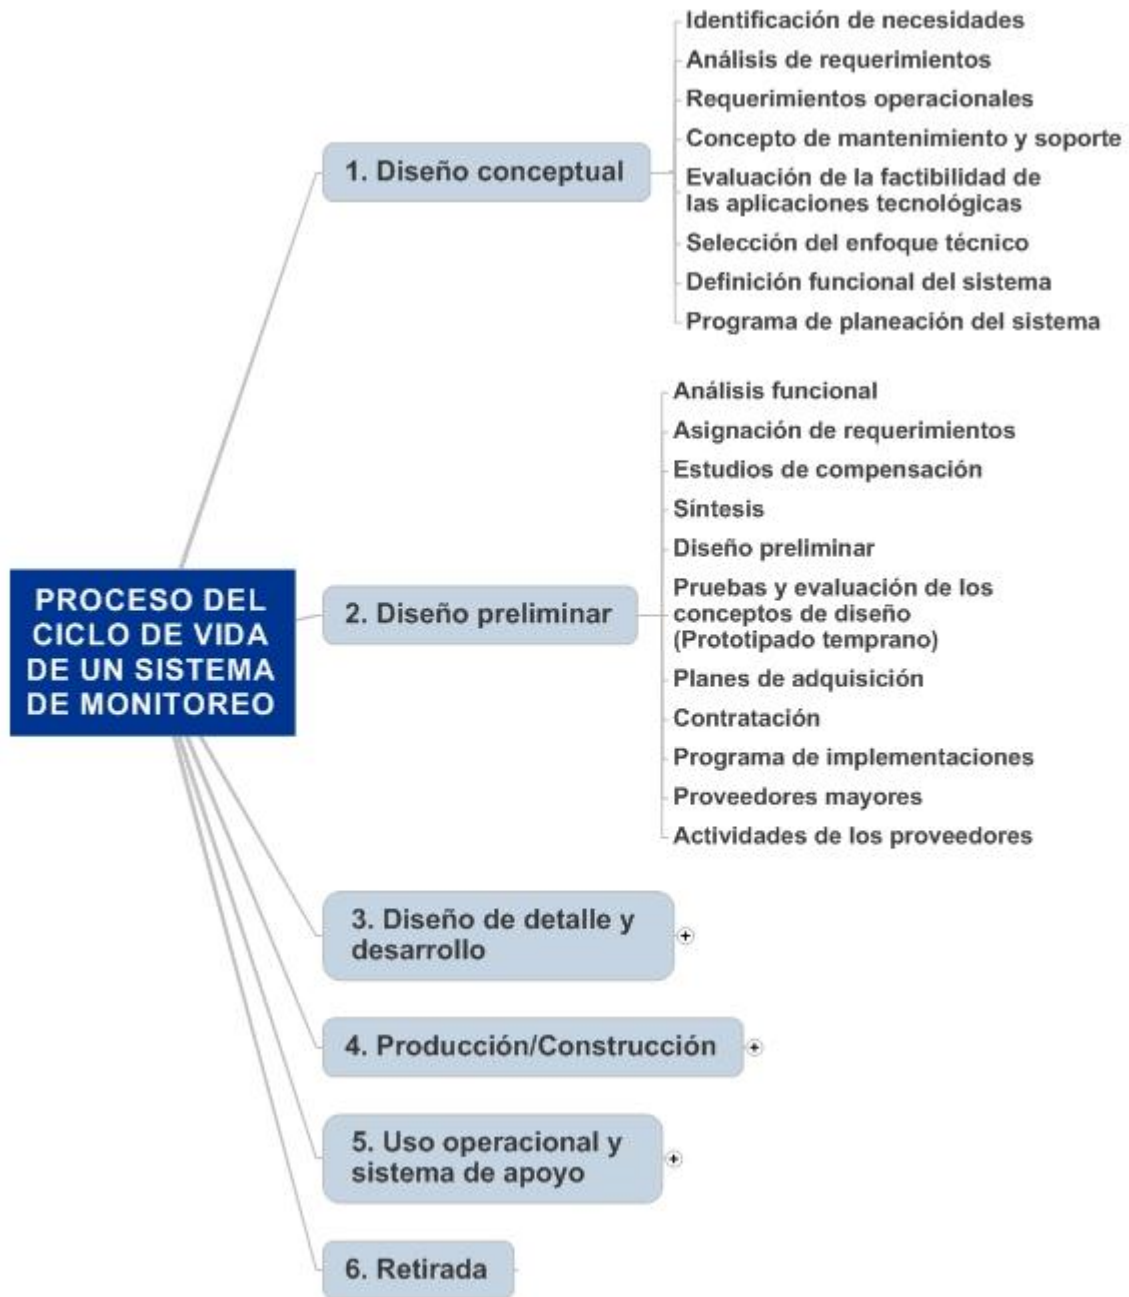 Identificación de necesidades
Análisis de requerimientos
Requerimientos operacionales
Concepto de mantenimiento y soporte
Evaluación de la factibilidad de
las aplicaciones tecnológicas
Selección del enfoque técnico
Definición funcional del sistema
Programa de planeación del sistema
1. Diseño conceptual
Análisis funcional
Asignación de requerimientos
Estudios de compensación
Síntesis
Diseño preliminar
Pruebas y evaluación de los
conceptos de diseño
(Prototipado temprano)
Planes de adquisición
Contratación
Programa de implementaciones
Proveedores mayores
Actividades de los proveedores
2. Diseño preliminar
PROCESO DEL
CICLO DE VIDA
DE UN SISTEMA
DE MONITOREO
3. Diseño de detalle y
desarrollo
4. Producción/Construcción
5. Uso operacional y
sistema de apoyo
6. Retirada